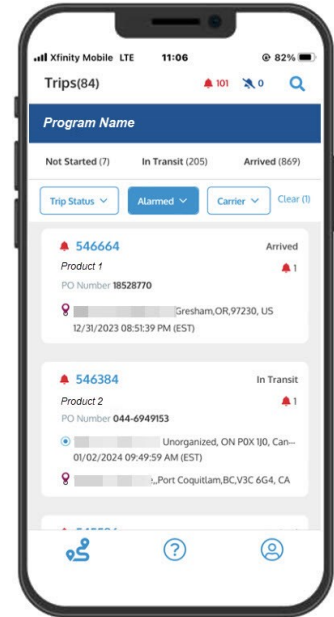 Xfinity Mobile LTE 11:06 82%
Trips(84) 101 0
Program Name
Not Started (7) In Transit (205) Arrived (869)
Trip Status Alarmed Carrier Clear (1)
546664 Arrived
Product 1 1
PO Number 18528770
Gresham,OR,97230, US
12/31/2023 08:51:39 PM (EST)
546384 In Transit
Product 2 1
PO Number 044-6949153
Unorganized, ON P0X 1J0, Can--
01/02/2024 09:49:59 AM (EST)
,,Port Coquitlam,BC,V3C 6G4, CA
?